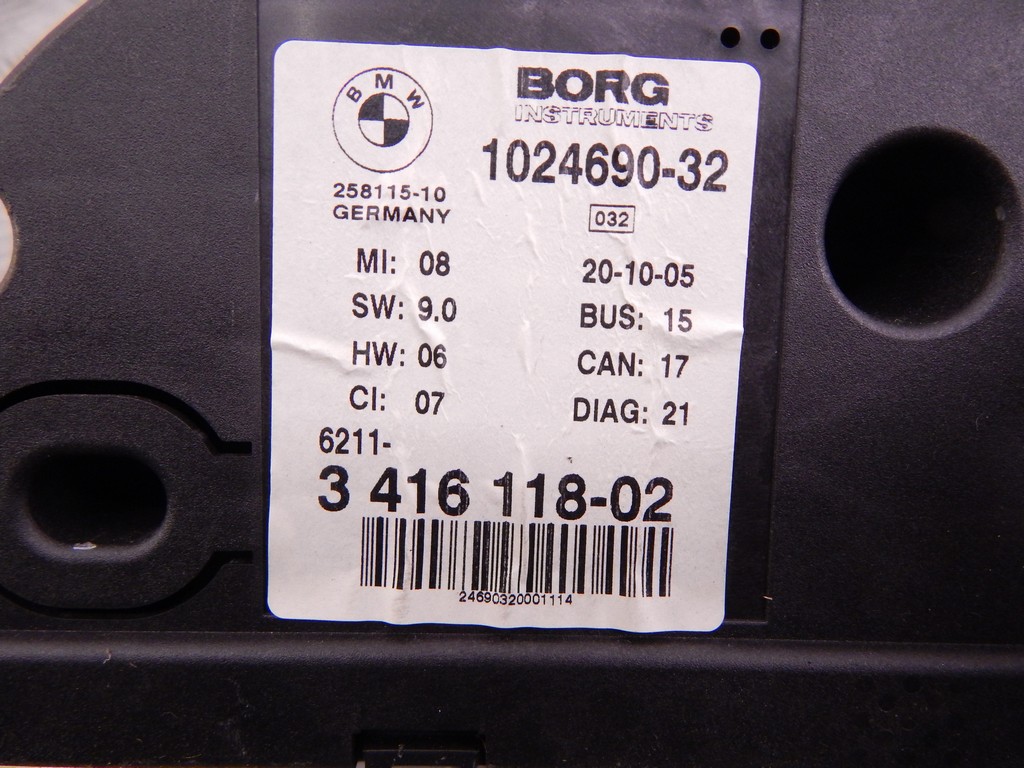 BMW
BORG
INSTRUMENTS
1024690-32
258115-10
GERMANY
032
MI: 08
20-10-05
SW: 9.0
BUS: 15
HW: 06
CAN: 17
CI: 07
DIAG: 21
6211-
3 416 118-02
24690320001114